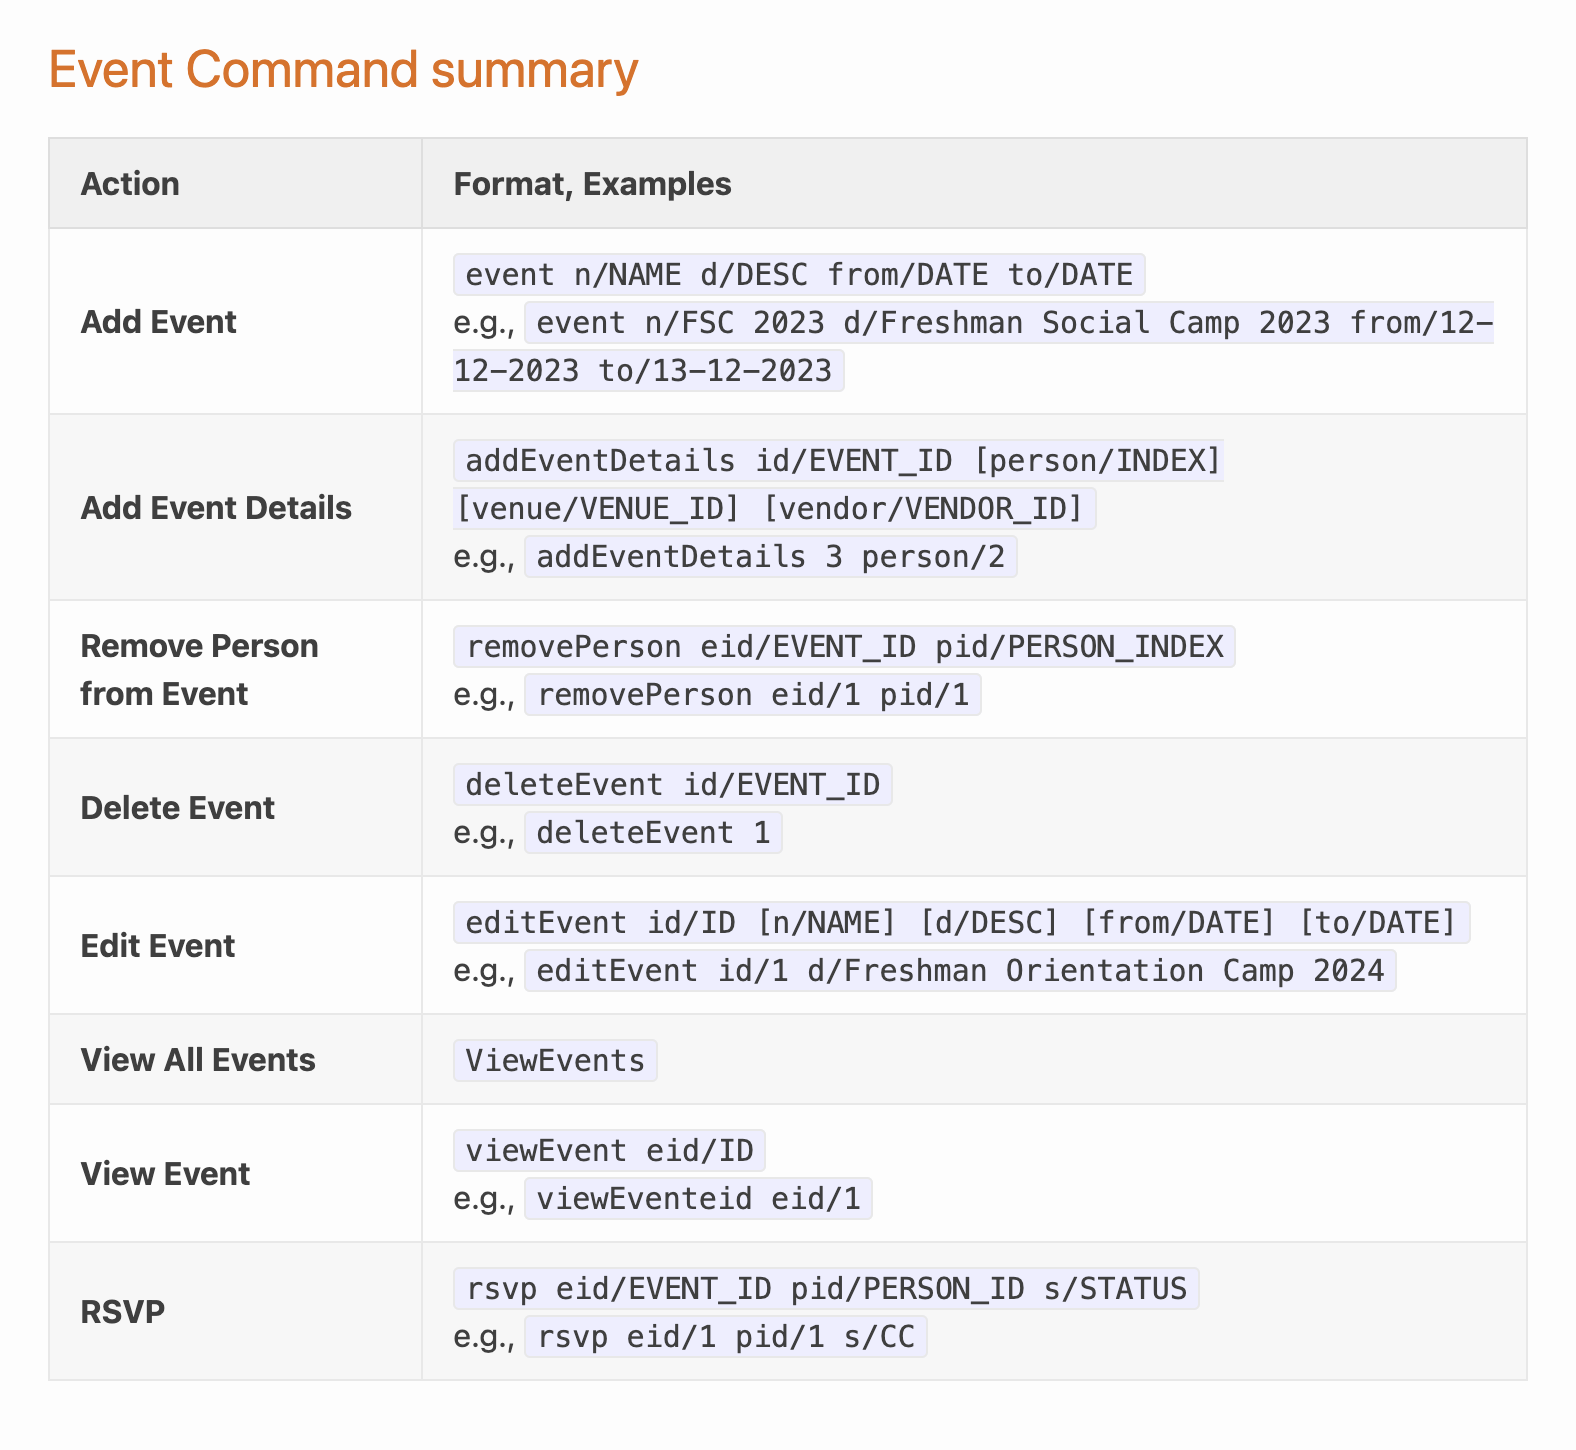 Event Command summary
Action
Format, Examples
Add Event
event n/NAME d/DESC from/DATE to/DATE
e.g., event n/FSC 2023 d/Freshman Social Camp 2023 from/12-
12-2023 to/13-12-2023
Add Event Details
addEventDetails id/EVENT_ID [person/INDEX]
[venue/VENUE_ID] [vendor/VENDOR_ID]
e.g., addEventDetails 3 person/2
Remove Person
from Event
removePerson eid/EVENT_ID pid/PERSON_INDEX
e.g., removePerson eid/1 pid/1
Delete Event
deleteEvent id/EVENT_ID
e.g., deleteEvent 1
Edit Event
editEvent id/ID [n/NAME] [d/DESC] [from/DATE] [to/DATE]
e.g., editEvent id/1 d/Freshman Orientation Camp 2024
View All Events
ViewEvents
View Event
viewEvent eid/ID
e.g., viewEventeid eid/1
RSVP
rsvp eid/EVENT_ID pid/PERSON_ID s/STATUS
e.g., rsvp eid/1 pid/1 s/CC